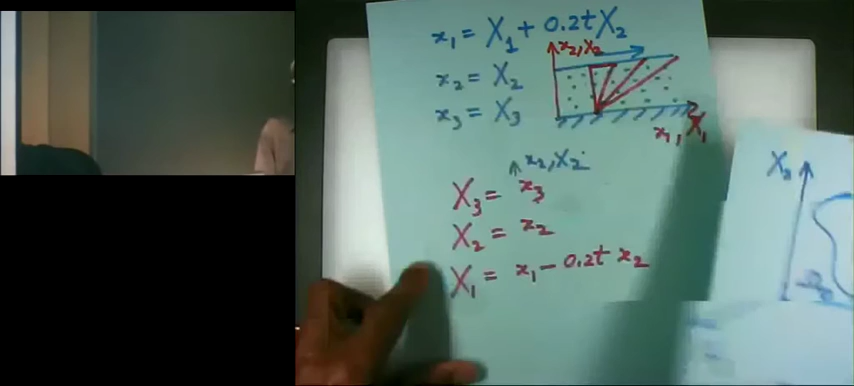 x₁ = X₁ + 0.2t X₂
x₂, X₂
x₂ = X₂
x₃ = X₃
x₁, X₁
x₂, X₂
X₃ = x₃
X₂ = x₂
X₁ = x₁ - 0.2t x₂